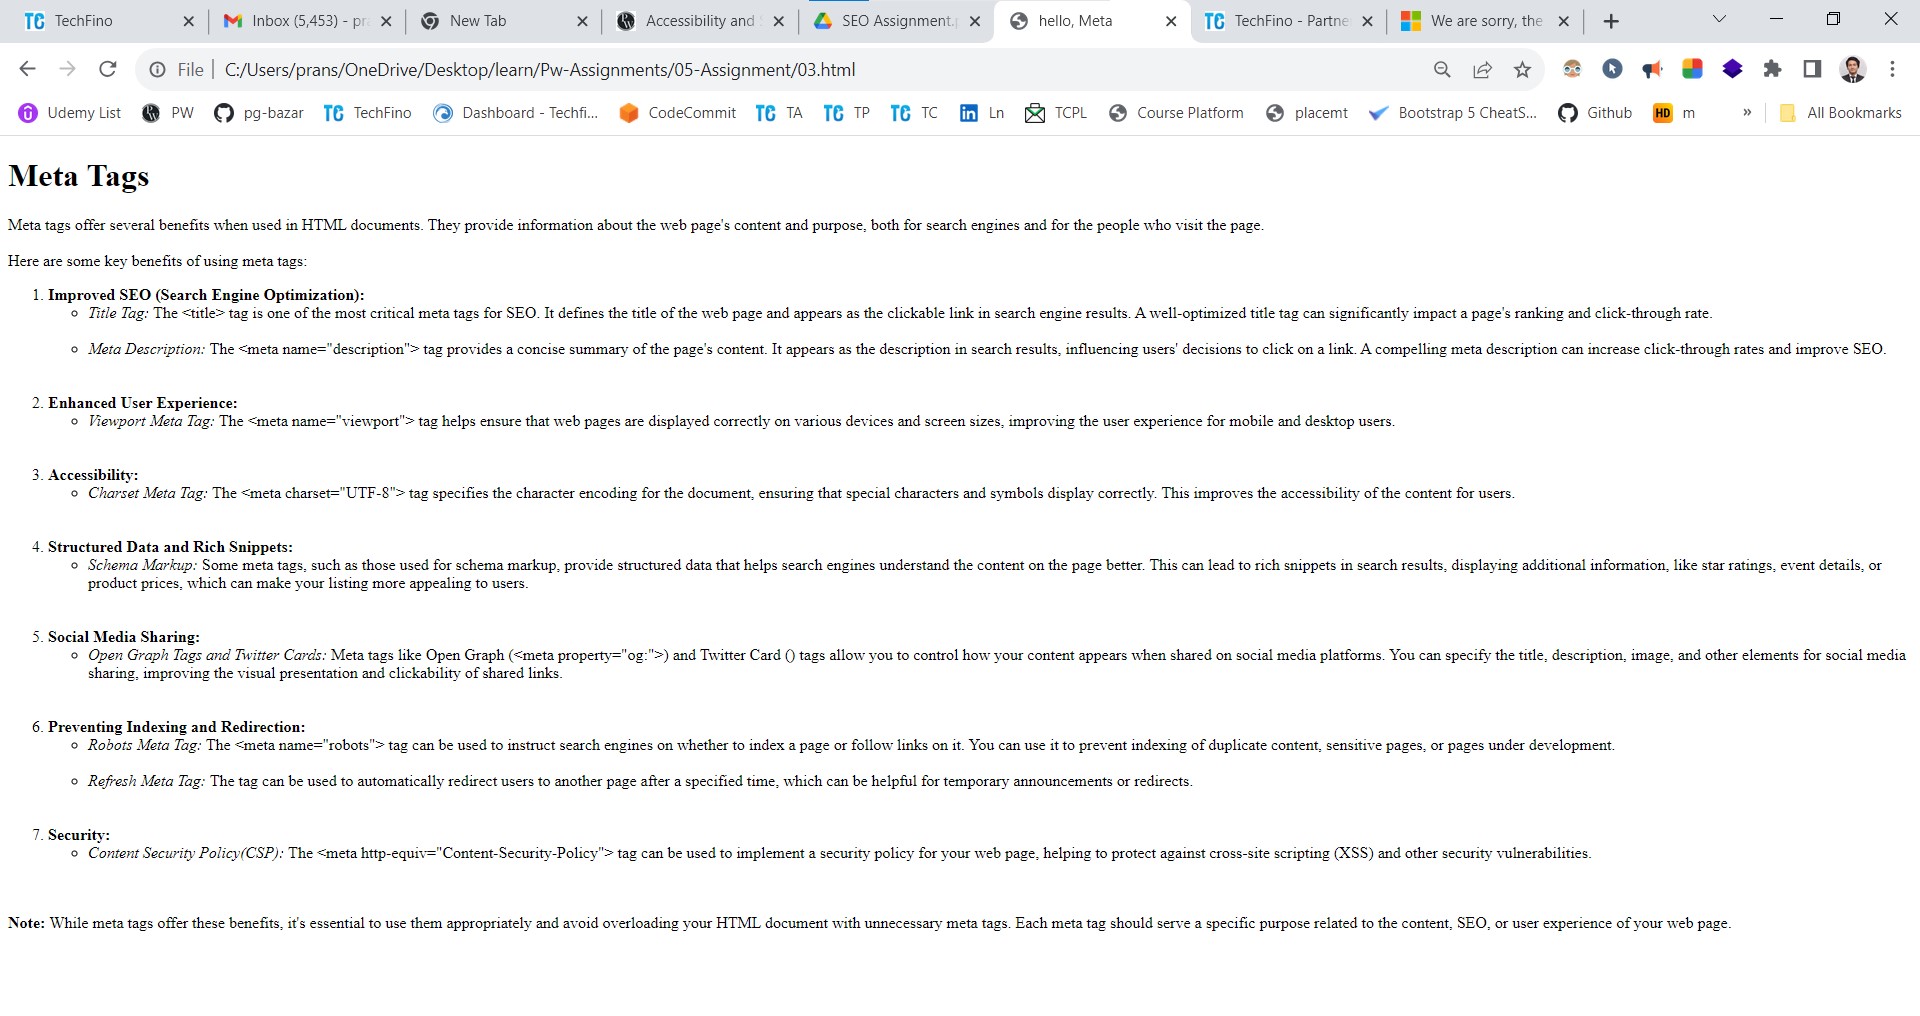 TechFino
Inbox (5,453) - pr
New Tab
Accessibility and
SEO Assignment.
hello, Meta
TechFino - Partne
We are sorry, the
File
C:/Users/prans/OneDrive/Desktop/learn/Pw-Assignments/05-Assignment/03.html
Udemy List
PW
pg-bazar
TC TechFino
Dashboard - Techfi...
CodeCommit
TC TA
TC TP
TC TC
in Ln
TCPL
Course Platform
placemt
Bootstrap 5 CheatS...
Github
HD m
»
All Bookmarks
Meta Tags
Meta tags offer several benefits when used in HTML documents. They provide information about the web page's content and purpose, both for search engines and for the people who visit the page.
Here are some key benefits of using meta tags:
1. Improved SEO (Search Engine Optimization):
Title Tag: The <title> tag is one of the most critical meta tags for SEO. It defines the title of the web page and appears as the clickable link in search engine results. A well-optimized title tag can significantly impact a page's ranking and click-through rate.
Meta Description: The <meta name="description"> tag provides a concise summary of the page's content. It appears as the description in search results, influencing users' decisions to click on a link. A compelling meta description can increase click-through rates and improve SEO.
2. Enhanced User Experience:
Viewport Meta Tag: The <meta name="viewport"> tag helps ensure that web pages are displayed correctly on various devices and screen sizes, improving the user experience for mobile and desktop users.
3. Accessibility:
Charset Meta Tag: The <meta charset="UTF-8"> tag specifies the character encoding for the document, ensuring that special characters and symbols display correctly. This improves the accessibility of the content for users.
4. Structured Data and Rich Snippets:
Schema Markup: Some meta tags, such as those used for schema markup, provide structured data that helps search engines understand the content on the page better. This can lead to rich snippets in search results, displaying additional information, like star ratings, event details, or
product prices, which can make your listing more appealing to users.
5. Social Media Sharing:
Open Graph Tags and Twitter Cards: Meta tags like Open Graph (<meta property="og:">) and Twitter Card () tags allow you to control how your content appears when shared on social media platforms. You can specify the title, description, image, and other elements for social media
sharing, improving the visual presentation and clickability of shared links.
6. Preventing Indexing and Redirection:
Robots Meta Tag: The <meta name="robots"> tag can be used to instruct search engines on whether to index a page or follow links on it. You can use it to prevent indexing of duplicate content, sensitive pages, or pages under development.
Refresh Meta Tag: The tag can be used to automatically redirect users to another page after a specified time, which can be helpful for temporary announcements or redirects.
7. Security:
Content Security Policy(CSP): The <meta http-equiv="Content-Security-Policy"> tag can be used to implement a security policy for your web page, helping to protect against cross-site scripting (XSS) and other security vulnerabilities.
Note: While meta tags offer these benefits, it's essential to use them appropriately and avoid overloading your HTML document with unnecessary meta tags. Each meta tag should serve a specific purpose related to the content, SEO, or user experience of your web page.